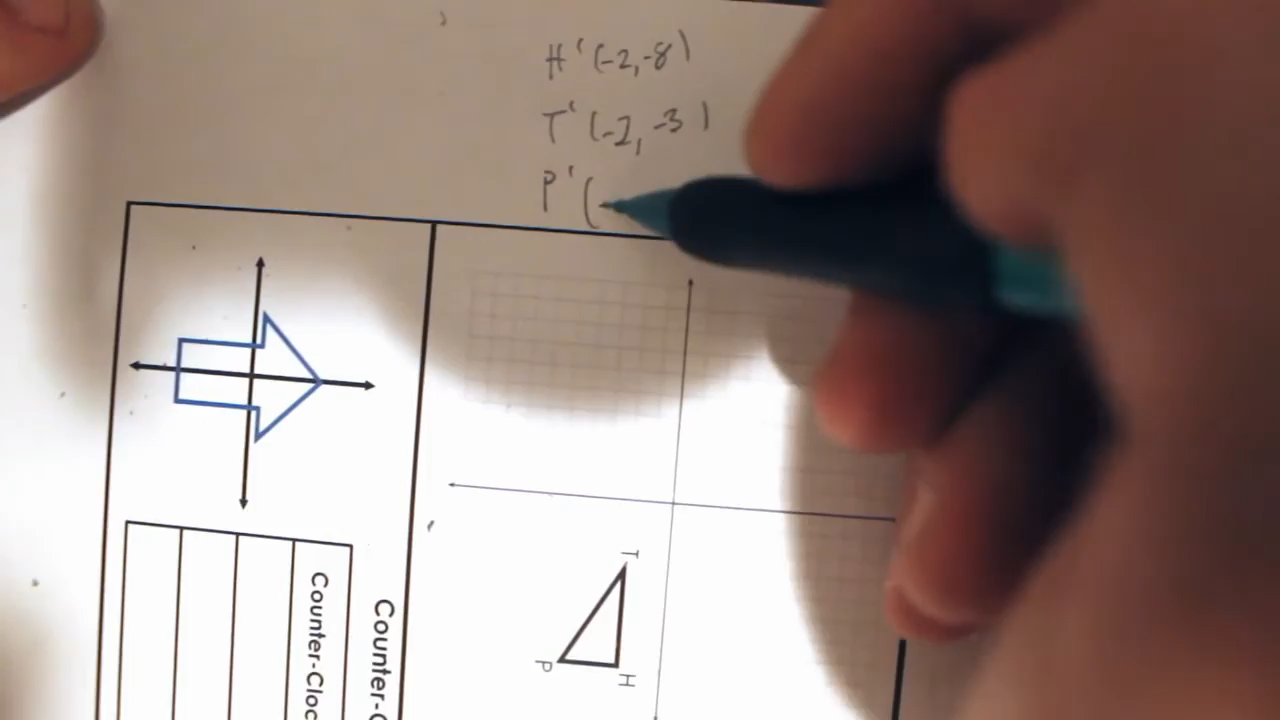 H'(-2,-8)
T'(-2,-3)
P'(
T
P
H
Counter-Cloc
Counter-